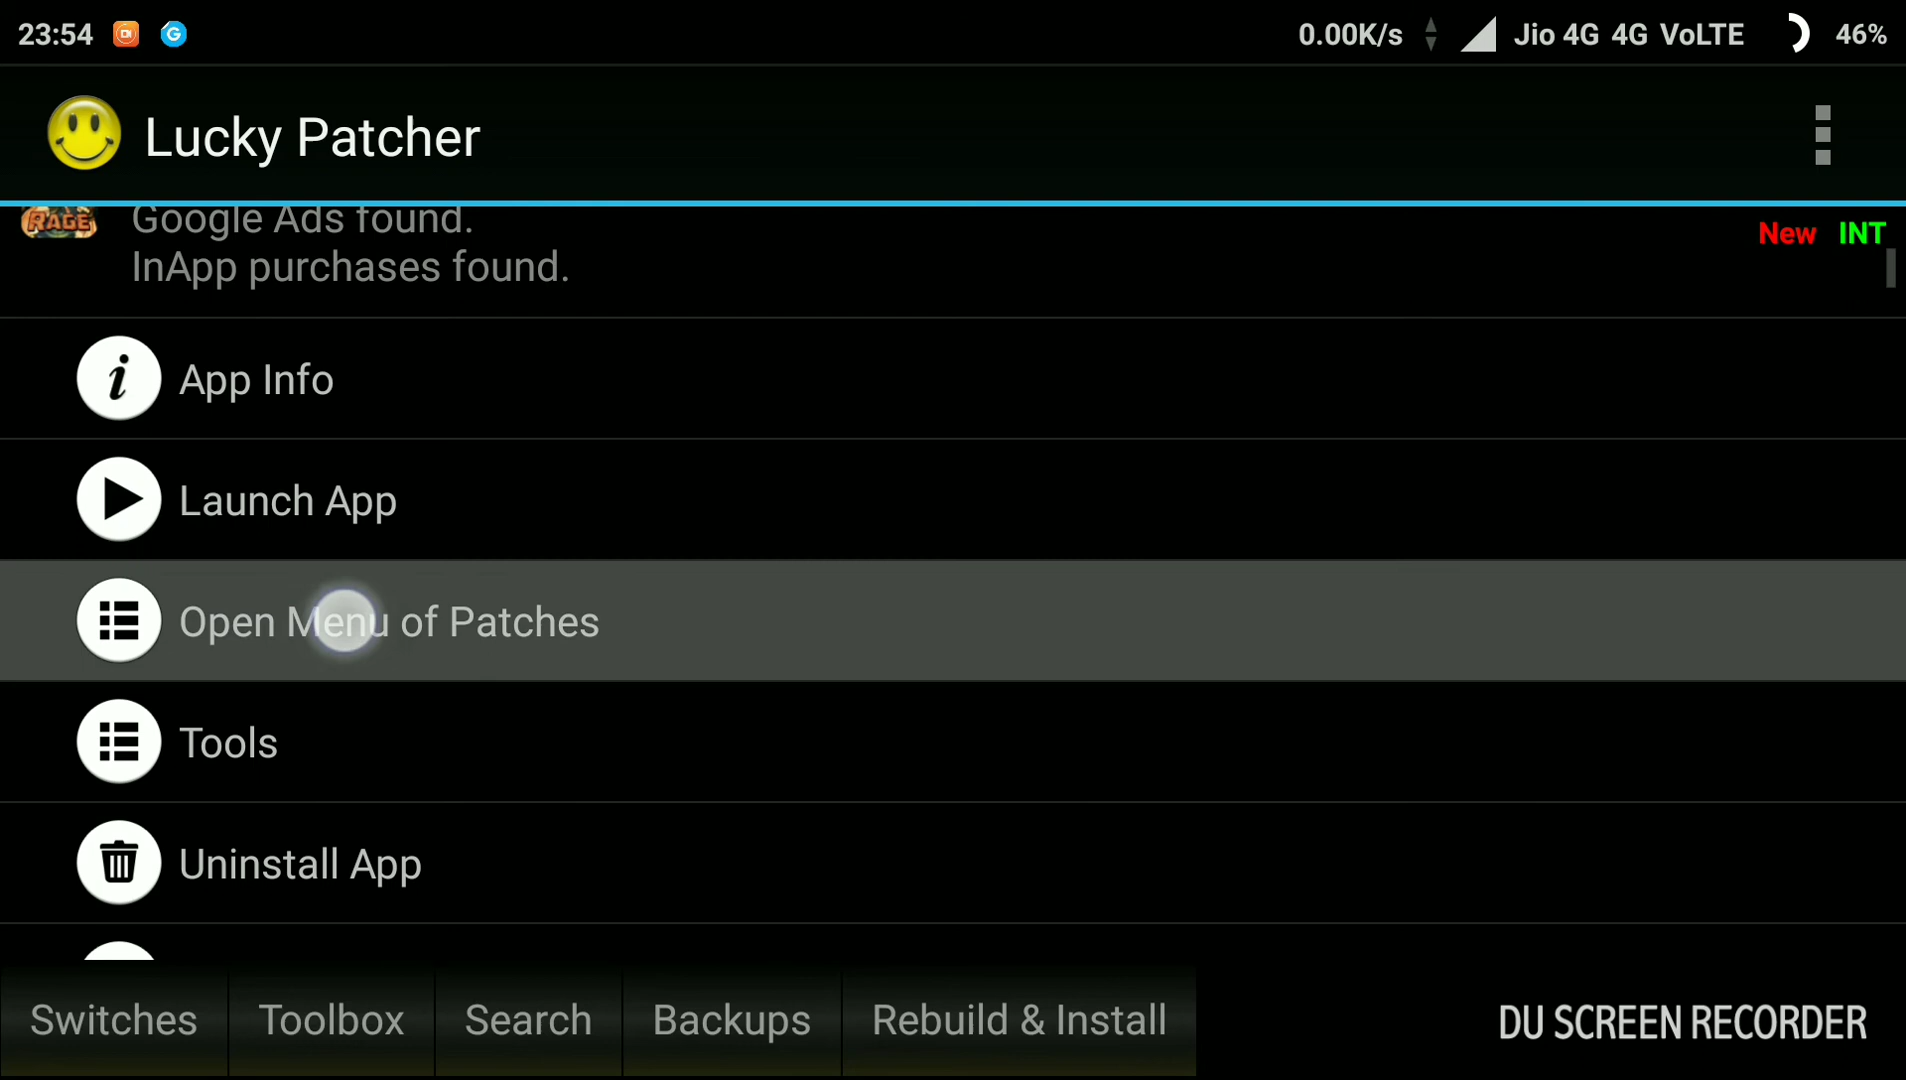 23:54 0.00K/s Jio 4G 4G VoLTE 46%
Lucky Patcher
RAGE Google Ads found. New INT
InApp purchases found.
App Info
Launch App
Open Menu of Patches
Tools
Uninstall App
Switches Toolbox Search Backups Rebuild & Install DU SCREEN RECORDER